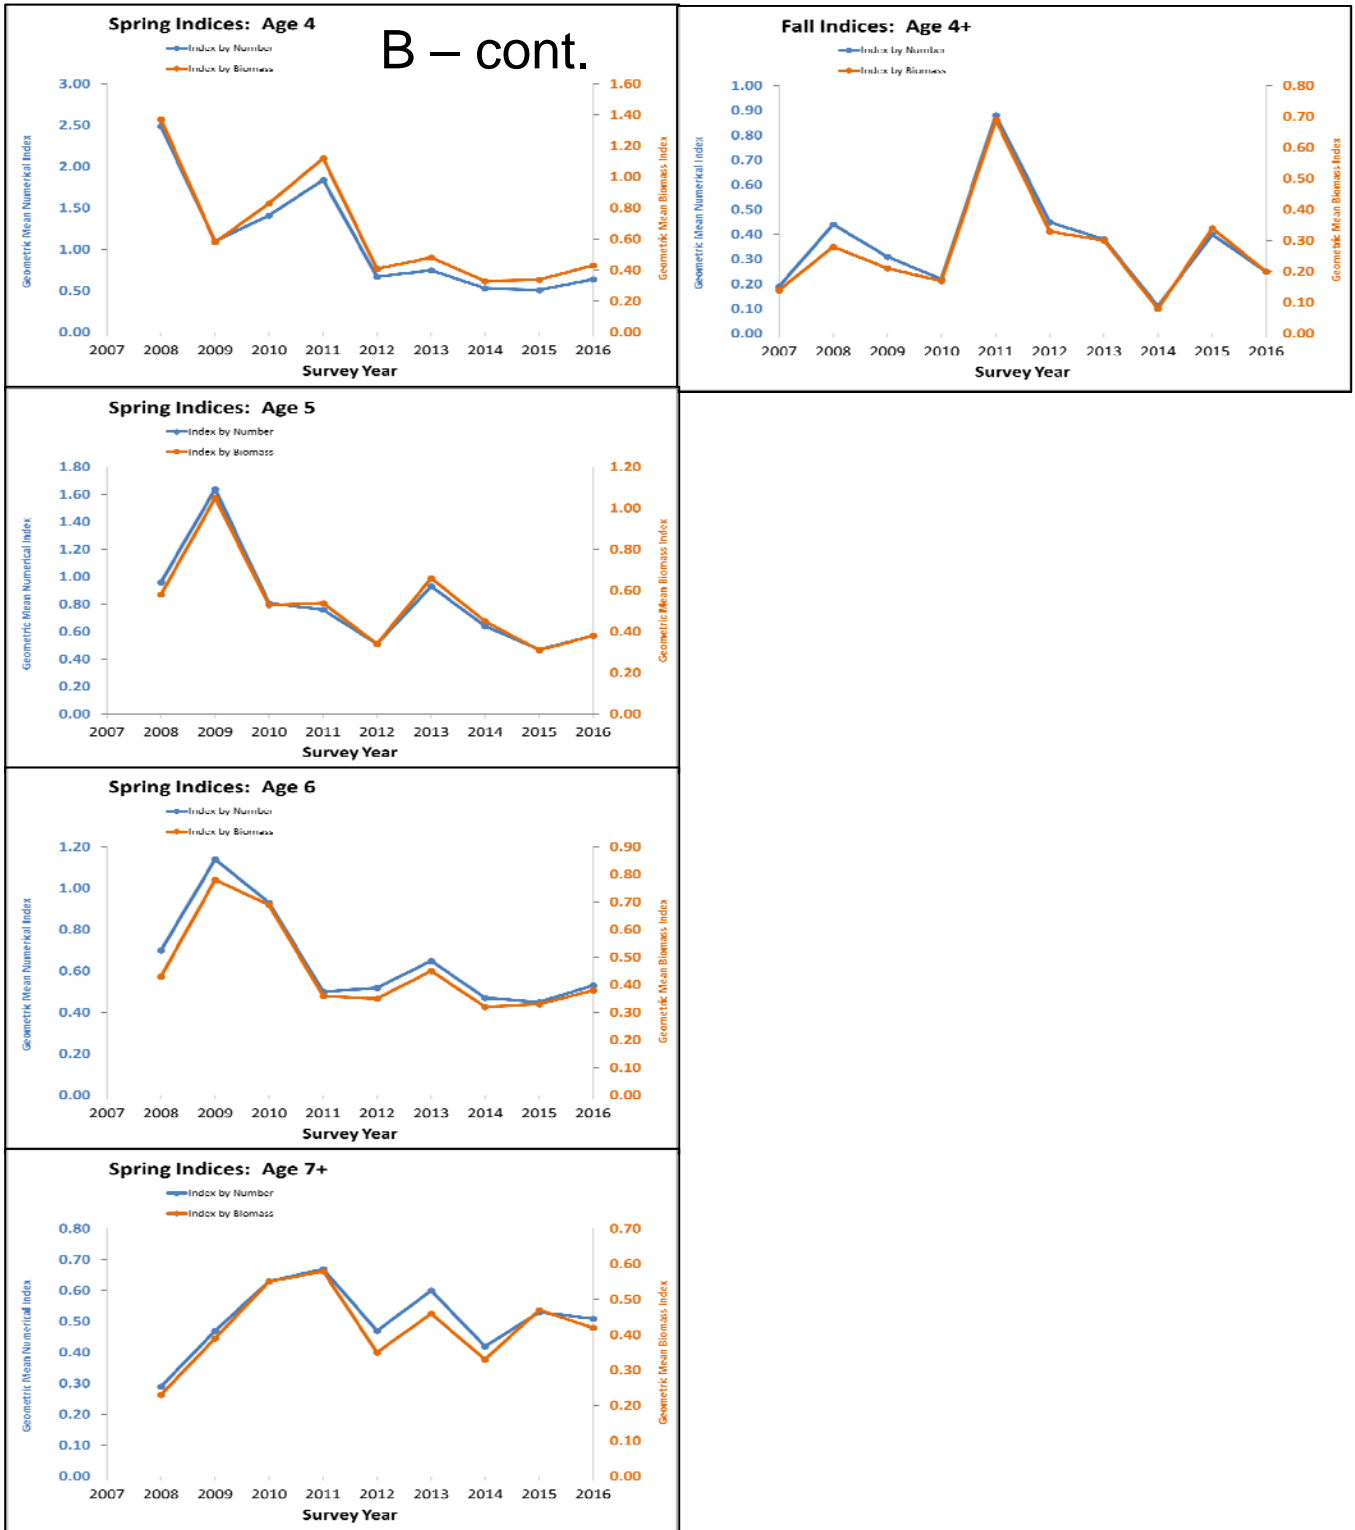 Spring Indices: Age 4
B – cont.
Index by Number
Index by Biomass
Geometric Mean Numerical Index
3.00
2.50
2.00
1.50
1.00
0.50
0.00
1.60
1.40
1.20
1.00
0.80
0.60
0.40
0.20
0.00
Geometric Mean Biomass Index
2007 2008 2009 2010 2011 2012 2013 2014 2015 2016
Survey Year
Fall Indices: Age 4+
Index by Number
Index by Biomass
Geometric Mean Numerical Index
1.00
0.90
0.80
0.70
0.60
0.50
0.40
0.30
0.20
0.10
0.00
0.80
0.70
0.60
0.50
0.40
0.30
0.20
0.10
0.00
Geometric Mean Biomass Index
2007 2008 2009 2010 2011 2012 2013 2014 2015 2016
Survey Year
Spring Indices: Age 5
Index by Number
Index by Biomass
Geometric Mean Numerical Index
1.80
1.60
1.40
1.20
1.00
0.80
0.60
0.40
0.20
0.00
1.20
1.00
0.80
0.60
0.40
0.20
0.00
Geometric Mean Biomass Index
2007 2008 2009 2010 2011 2012 2013 2014 2015 2016
Survey Year
Spring Indices: Age 6
Index by Number
Index by Biomass
Geometric Mean Numerical Index
1.20
1.00
0.80
0.60
0.40
0.20
0.00
0.90
0.80
0.70
0.60
0.50
0.40
0.30
0.20
0.10
0.00
Geometric Mean Biomass Index
2007 2008 2009 2010 2011 2012 2013 2014 2015 2016
Survey Year
Spring Indices: Age 7+
Index by Number
Index by Biomass
Geometric Mean Numerical Index
0.80
0.70
0.60
0.50
0.40
0.30
0.20
0.10
0.00
0.70
0.60
0.50
0.40
0.30
0.20
0.10
0.00
Geometric Mean Biomass Index
2007 2008 2009 2010 2011 2012 2013 2014 2015 2016
Survey Year